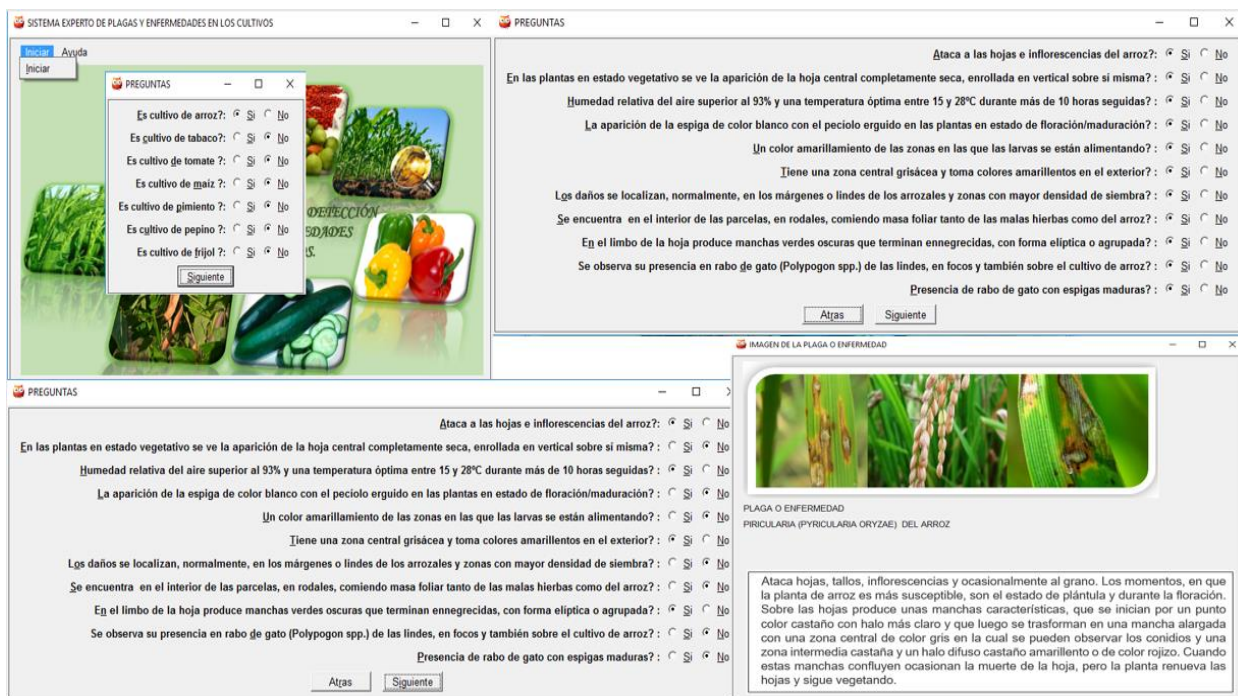 SISTEMA EXPERTO DE PLAGAS Y ENFERMEDADES EN LOS CULTIVOS
Iniciar Ayuda
Iniciar
DETECCIÓN
EDADES
S.
PREGUNTAS
Es cultivo de arroz?: Si No
Es cultivo de tabaco?: Si No
Es cultivo de tomate ?: Si No
Es cultivo de maíz ?: Si No
Es cultivo de pimiento ?: Si No
Es cultivo de pepino ?: Si No
Es cultivo de frijol ?: Si No
Siguiente
PREGUNTAS
Ataca a las hojas e inflorescencias del arroz?: Si No
En las plantas en estado vegetativo se ve la aparición de la hoja central completamente seca, enrollada en vertical sobre sí misma? : Si No
Humedad relativa del aire superior al 93% y una temperatura óptima entre 15 y 28ºC durante más de 10 horas seguidas? : Si No
La aparición de la espiga de color blanco con el pecíolo erguido en las plantas en estado de floración/maduración? : Si No
Un color amarillamiento de las zonas en las que las larvas se están alimentando? : Si No
Tiene una zona central grisácea y toma colores amarillentos en el exterior? : Si No
Los daños se localizan, normalmente, en los márgenes o lindes de los arrozales y zonas con mayor densidad de siembra? : Si No
Se encuentra en el interior de las parcelas, en rodales, comiendo masa foliar tanto de las malas hierbas como del arroz? : Si No
En el limbo de la hoja produce manchas verdes oscuras que terminan ennegrecidas, con forma elíptica o agrupada? : Si No
Se observa su presencia en rabo de gato (Polypogon spp.) de las lindes, en focos y también sobre el cultivo de arroz? : Si No
Presencia de rabo de gato con espigas maduras? : Si No
Atras Siguiente
PREGUNTAS
Ataca a las hojas e inflorescencias del arroz?: Si No
En las plantas en estado vegetativo se ve la aparición de la hoja central completamente seca, enrollada en vertical sobre sí misma? : Si No
Humedad relativa del aire superior al 93% y una temperatura óptima entre 15 y 28ºC durante más de 10 horas seguidas? : Si No
La aparición de la espiga de color blanco con el pecíolo erguido en las plantas en estado de floración/maduración? : Si No
Un color amarillamiento de las zonas en las que las larvas se están alimentando? : Si No
Tiene una zona central grisácea y toma colores amarillentos en el exterior? : Si No
Los daños se localizan, normalmente, en los márgenes o lindes de los arrozales y zonas con mayor densidad de siembra? : Si No
Se encuentra en el interior de las parcelas, en rodales, comiendo masa foliar tanto de las malas hierbas como del arroz? : Si No
En el limbo de la hoja produce manchas verdes oscuras que terminan ennegrecidas, con forma elíptica o agrupada? : Si No
Se observa su presencia en rabo de gato (Polypogon spp.) de las lindes, en focos y también sobre el cultivo de arroz? : Si No
Presencia de rabo de gato con espigas maduras? : Si No
Atras Siguiente
IMAGEN DE LA PLAGA O ENFERMEDAD
PLAGA O ENFERMEDAD
PIRICULARIA (PYRICULARIA ORYZAE) DEL ARROZ
Ataca hojas, tallos, inflorescencias y ocasionalmente al grano. Los momentos, en que
la planta de arroz es más susceptible, son el estado de plántula y durante la floración.
Sobre las hojas produce unas manchas características, que se inician por un punto
color castaño con halo más claro y que luego se trasforman en una mancha alargada
con una zona central de color gris en la cual se pueden observar los conidios y una
zona intermedia castaña y un halo difuso castaño amarillento o de color rojizo. Cuando
estas manchas confluyen ocasionan la muerte de la hoja, pero la planta renueva las
hojas y sigue vegetando.